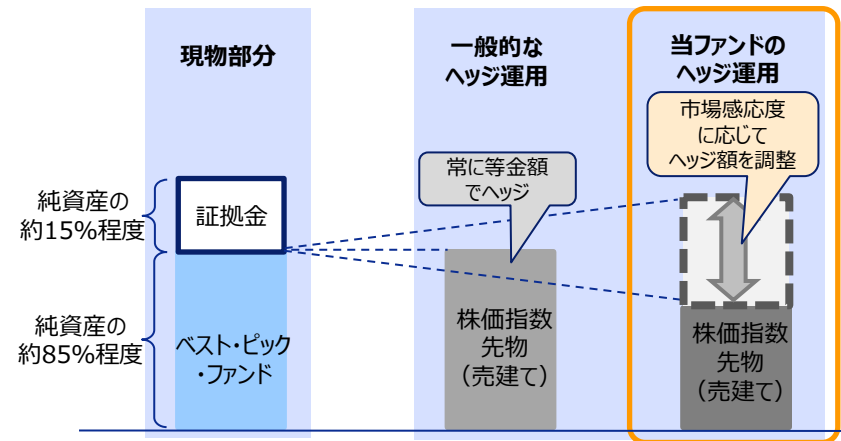 現物部分
一般的な
ヘッジ運用
当ファンドの
ヘッジ運用
市場感応度
に応じて
ヘッジ額を調整
常に等金額
でヘッジ
純資産の
約15%程度
証拠金
純資産の
約85%程度
ベスト・ピック
・ファンド
株価指数
先物
（売建て）
株価指数
先物
（売建て）